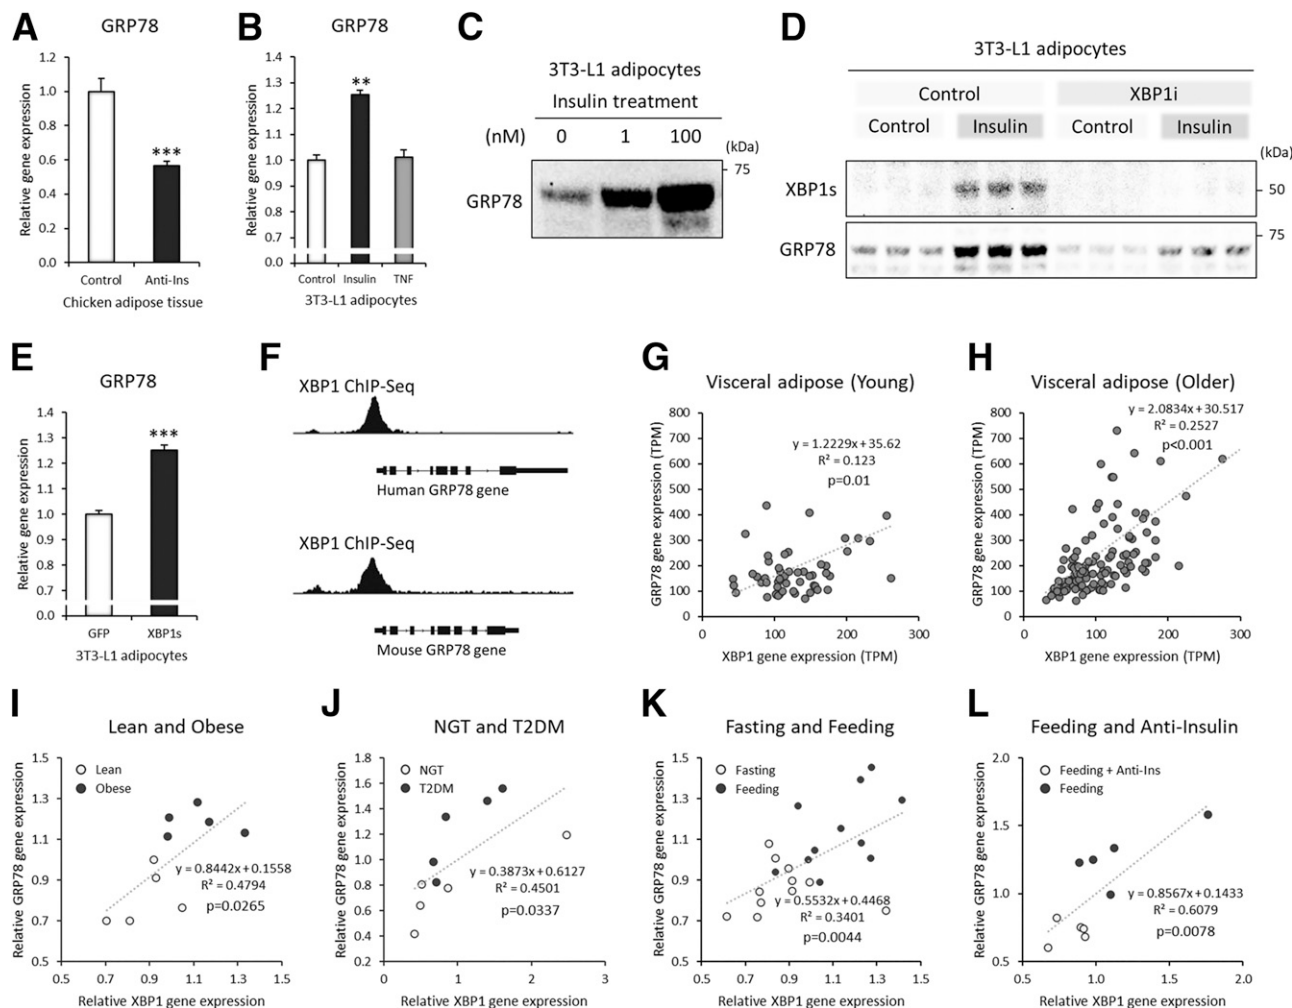 A
GRP78
Relative gene expression
1.2
1.0
0.8
0.6
0.4
0.2
0.0
***
Control Anti-Ins
Chicken adipose tissue
B
GRP78
Relative gene expression
1.4
1.3
1.2
1.1
1.0
0.9
0.8
0.7
0.0
**
Control Insulin TNF
3T3-L1 adipocytes
C
3T3-L1 adipocytes
Insulin treatment
(nM) 0 1 100
(kDa)
75
GRP78
D
3T3-L1 adipocytes
Control XBP1i
Control Insulin Control Insulin
(kDa)
XBP1s 50
75
GRP78
E
GRP78
Relative gene expression
1.4
1.3
1.2
1.1
1.0
0.9
0.8
0.7
0.0
***
GFP XBP1s
3T3-L1 adipocytes
F
XBP1 ChIP-Seq
Human GRP78 gene
XBP1 ChIP-Seq
Mouse GRP78 gene
G
Visceral adipose (Young)
GRP78 gene expression (TPM)
800
700
600
500
400
300
200
100
0
y = 1.2229x + 35.62
R² = 0.123
p=0.01
0 100 200 300
XBP1 gene expression (TPM)
H
Visceral adipose (Older)
GRP78 gene expression (TPM)
800
700
600
500
400
300
200
100
0
y = 2.0834x + 30.517
R² = 0.2527
p<0.001
0 100 200 300
XBP1 gene expression (TPM)
I
Lean and Obese
Relative GRP78 gene expression
1.5
1.3
1.1
0.9
0.7
0.5
Lean
Obese
y = 0.8442x + 0.1558
R² = 0.4794
p=0.0265
0.5 0.7 0.9 1.1 1.3 1.5
Relative XBP1 gene expression
J
NGT and T2DM
Relative GRP78 gene expression
1.8
1.6
1.4
1.2
1.0
0.8
0.6
0.4
0.2
NGT
T2DM
y = 0.3873x + 0.6127
R² = 0.4501
p=0.0337
0 1 2 3
Relative XBP1 gene expression
K
Fasting and Feeding
Relative GRP78 gene expression
1.5
1.3
1.1
0.9
0.7
0.5
Fasting
Feeding
y = 0.5532x + 0.4468
R² = 0.3401
p=0.0044
0.5 0.7 0.9 1.1 1.3 1.5
Relative XBP1 gene expression
L
Feeding and Anti-Insulin
Relative GRP78 gene expression
2.0
1.5
1.0
0.5
Feeding + Anti-Ins
Feeding
y = 0.8567x + 0.1433
R² = 0.6079
p=0.0078
0.5 1.0 1.5 2.0
Relative XBP1 gene expression